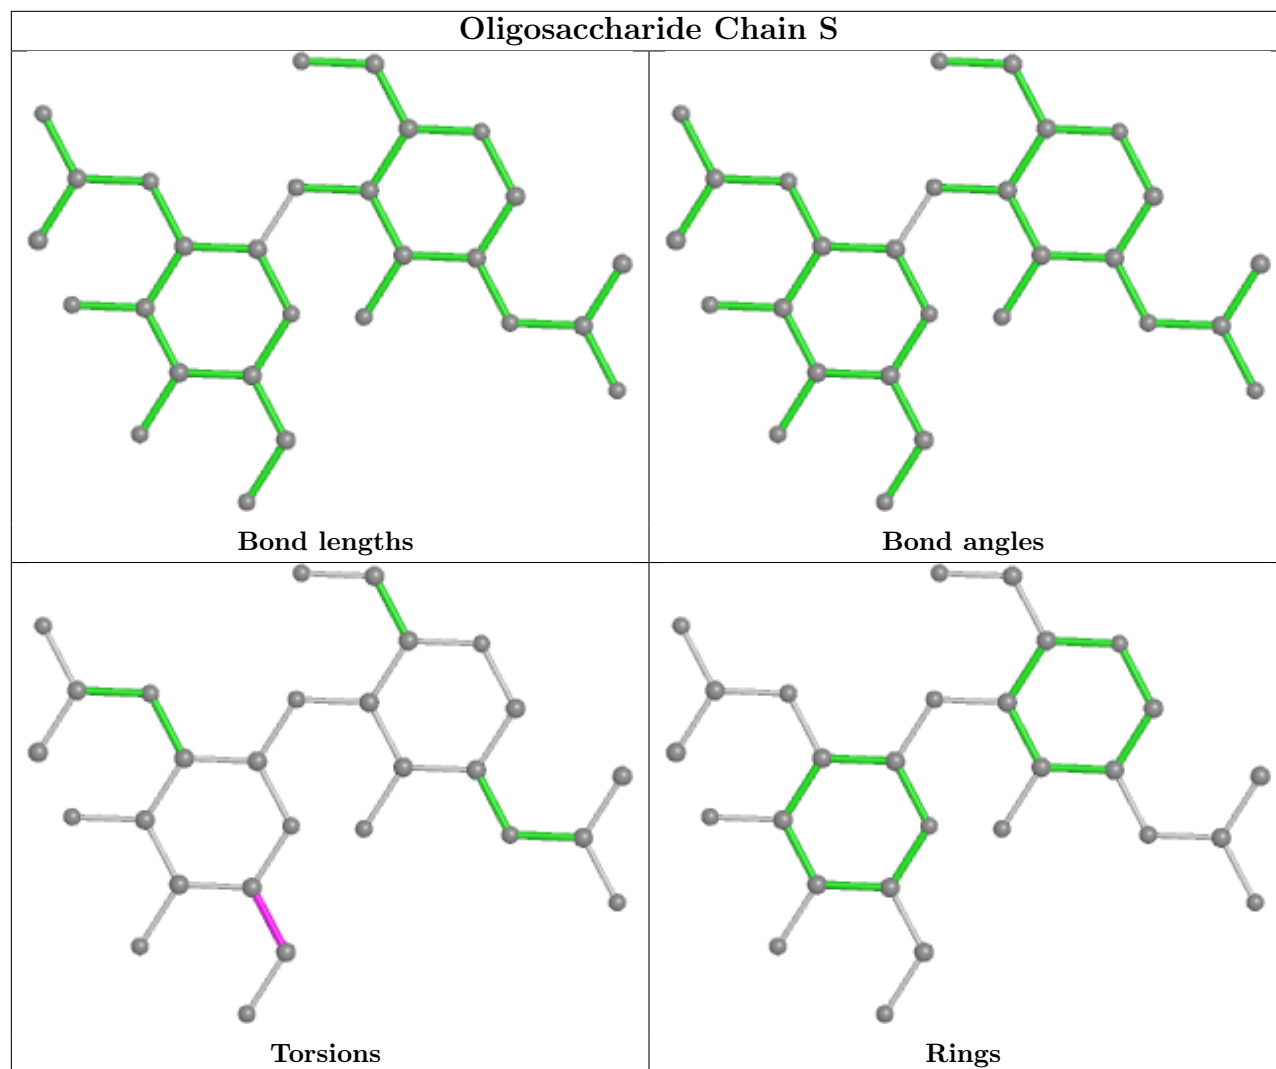 Oligosaccharide Chain S
Bond lengths
Bond angles
Torsions
Rings